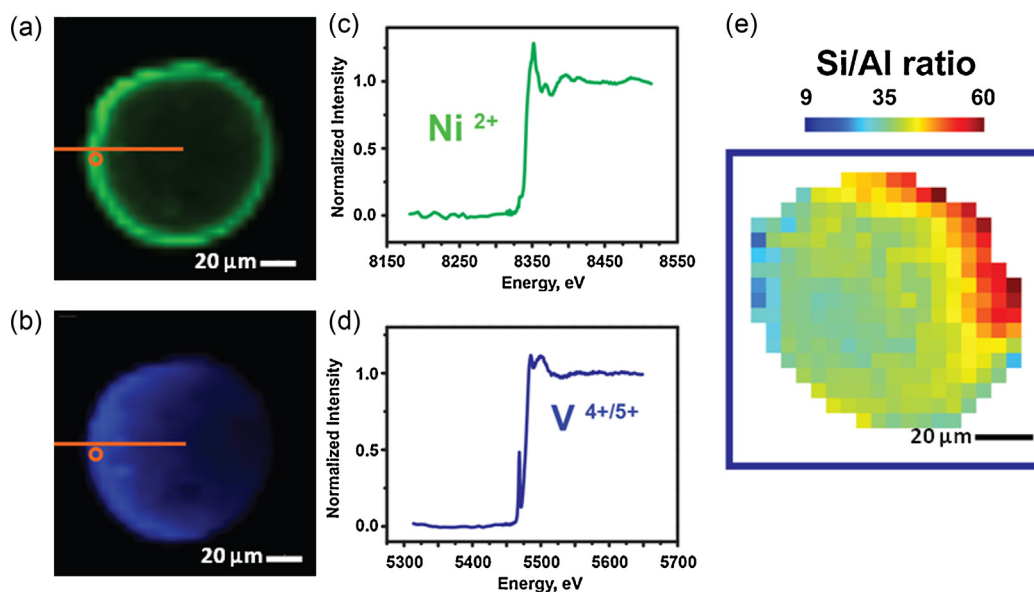 (a)
20 μm
(b)
20 μm
(c)
Normalized Intensity
1.0
0.5
0.0
Ni 2+
8150 8250 8350 8450 8550
Energy, eV
(d)
Normalized Intensity
1.0
0.5
0.0
V 4+/5+
5300 5400 5500 5600 5700
Energy, eV
(e)
Si/Al ratio
9 35 60
20 μm